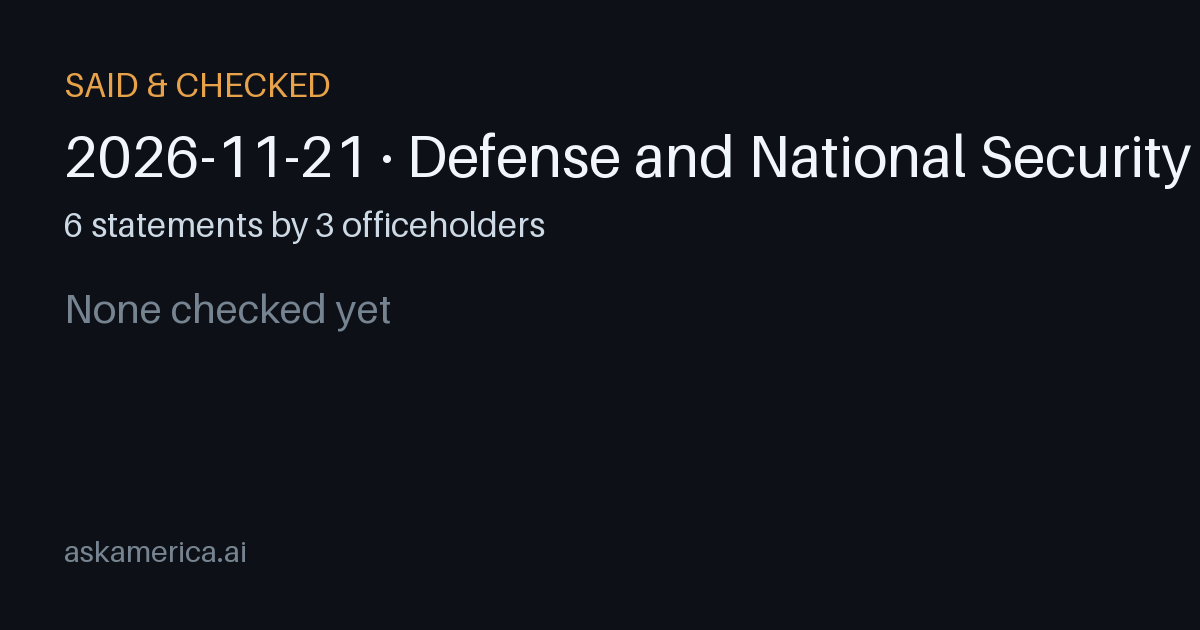 SAID & CHECKED
2026-11-21 · Defense and National Security
6 statements by 3 officeholders
None checked yet
askamerica.ai